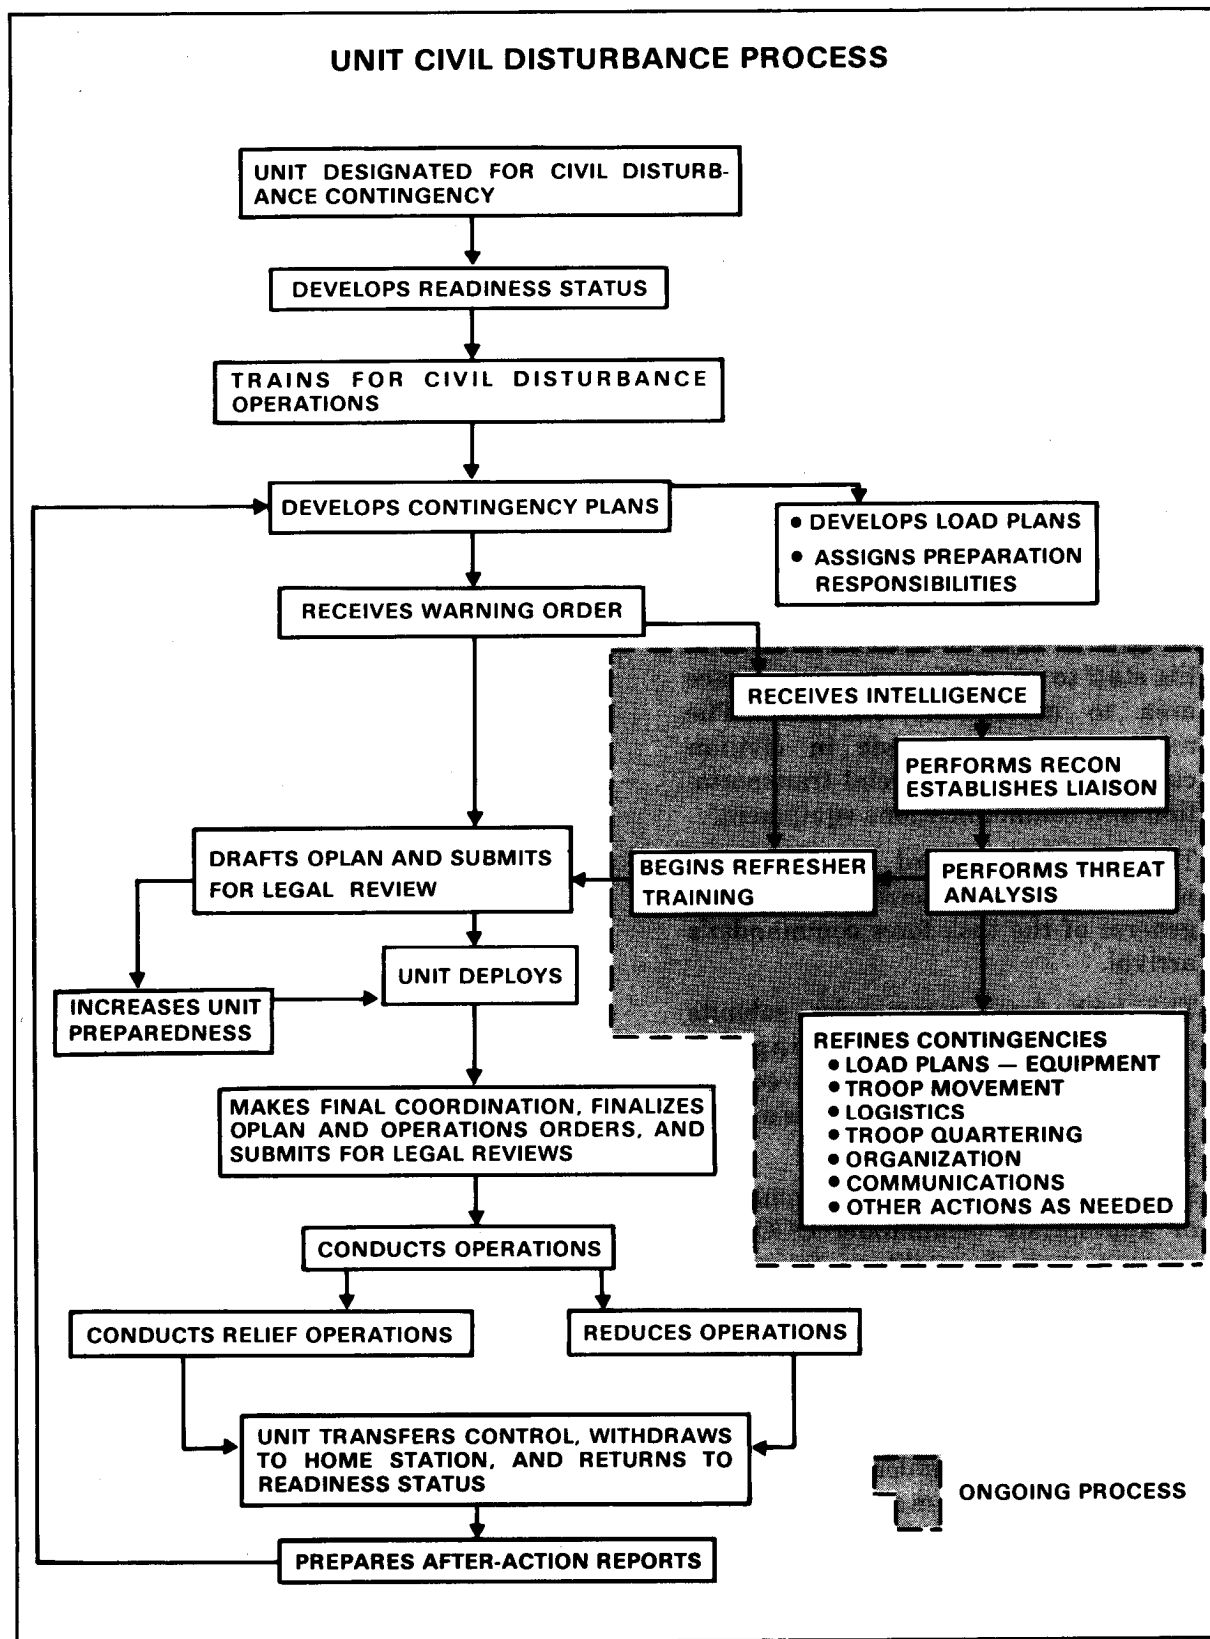 UNIT CIVIL DISTURBANCE PROCESS
UNIT DESIGNATED FOR CIVIL DISTURB-
ANCE CONTINGENCY
DEVELOPS READINESS STATUS
TRAINS FOR CIVIL DISTURBANCE
OPERATIONS
DEVELOPS CONTINGENCY PLANS
● DEVELOPS LOAD PLANS
● ASSIGNS PREPARATION
RESPONSIBILITIES
RECEIVES WARNING ORDER
RECEIVES INTELLIGENCE
PERFORMS RECON
ESTABLISHES LIAISON
DRAFTS OPLAN AND SUBMITS
FOR LEGAL REVIEW
BEGINS REFRESHER
TRAINING
PERFORMS THREAT
ANALYSIS
UNIT DEPLOYS
INCREASES UNIT
PREPAREDNESS
REFINES CONTINGENCIES
● LOAD PLANS — EQUIPMENT
● TROOP MOVEMENT
● LOGISTICS
● TROOP QUARTERING
● ORGANIZATION
● COMMUNICATIONS
● OTHER ACTIONS AS NEEDED
MAKES FINAL COORDINATION, FINALIZES
OPLAN AND OPERATIONS ORDERS, AND
SUBMITS FOR LEGAL REVIEWS
CONDUCTS OPERATIONS
CONDUCTS RELIEF OPERATIONS
REDUCES OPERATIONS
UNIT TRANSFERS CONTROL, WITHDRAWS
TO HOME STATION, AND RETURNS TO
READINESS STATUS
ONGOING PROCESS
PREPARES AFTER-ACTION REPORTS